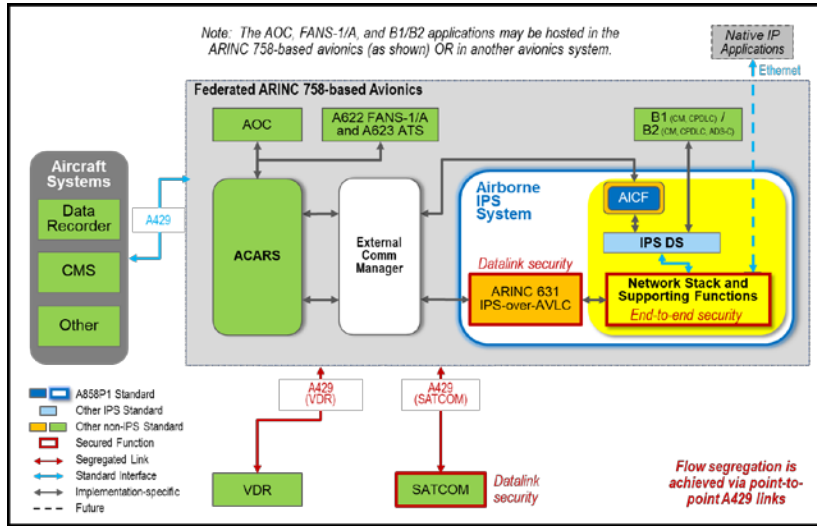 Note: The AOC, FANS-1/A, and B1/B2 applications may be hosted in the
ARINC 758-based avionics (as shown) OR in another avionics system.
Native IP
Applications
Ethernet
Federated ARINC 758-based Avionics
AOC
A622 FANS-1/A
and A623 ATS
B1 (CM, CPDLC) /
B2 (CM, CPDLC, ADS-C)
Aircraft
Systems
Data
Recorder
CMS
Other
A429
ACARS
External
Comm
Manager
Airborne
IPS
System
AICF
IPS DS
Datalink security
ARINC 631
IPS-over-AVLC
Network Stack and
Supporting Functions
End-to-end security
A429
(VDR)
A429
(SATCOM)
VDR
SATCOM
Datalink
security
A858P1 Standard
Other IPS Standard
Other non-IPS Standard
Secured Function
Segregated Link
Standard Interface
Implementation-specific
Future
Flow segregation is
achieved via point-to-
point A429 links